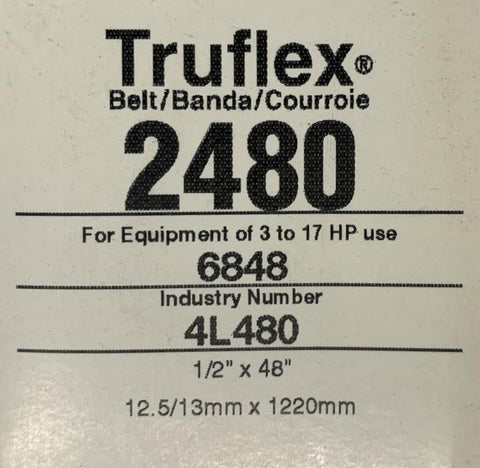 Truflex®
Belt/Banda/Courroie
2480
For Equipment of 3 to 17 HP use
6848
Industry Number
4L480
1/2" x 48"
12.5/13mm x 1220mm